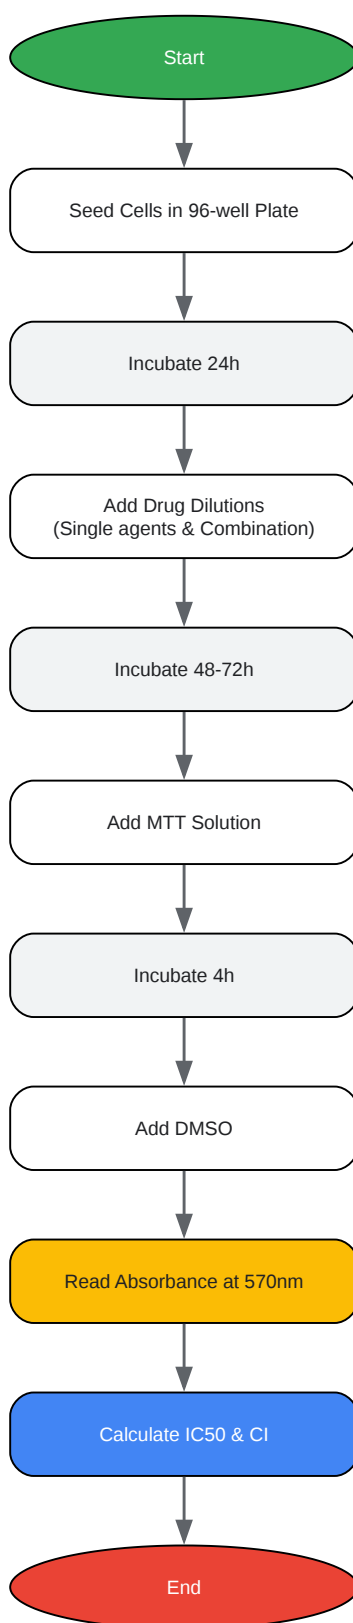 Start
Seed Cells in 96-well Plate
Incubate 24h
Add Drug Dilutions
(Single agents & Combination)
Incubate 48-72h
Add MTT Solution
Incubate 4h
Add DMSO
Read Absorbance at 570nm
Calculate IC50 & CI
End